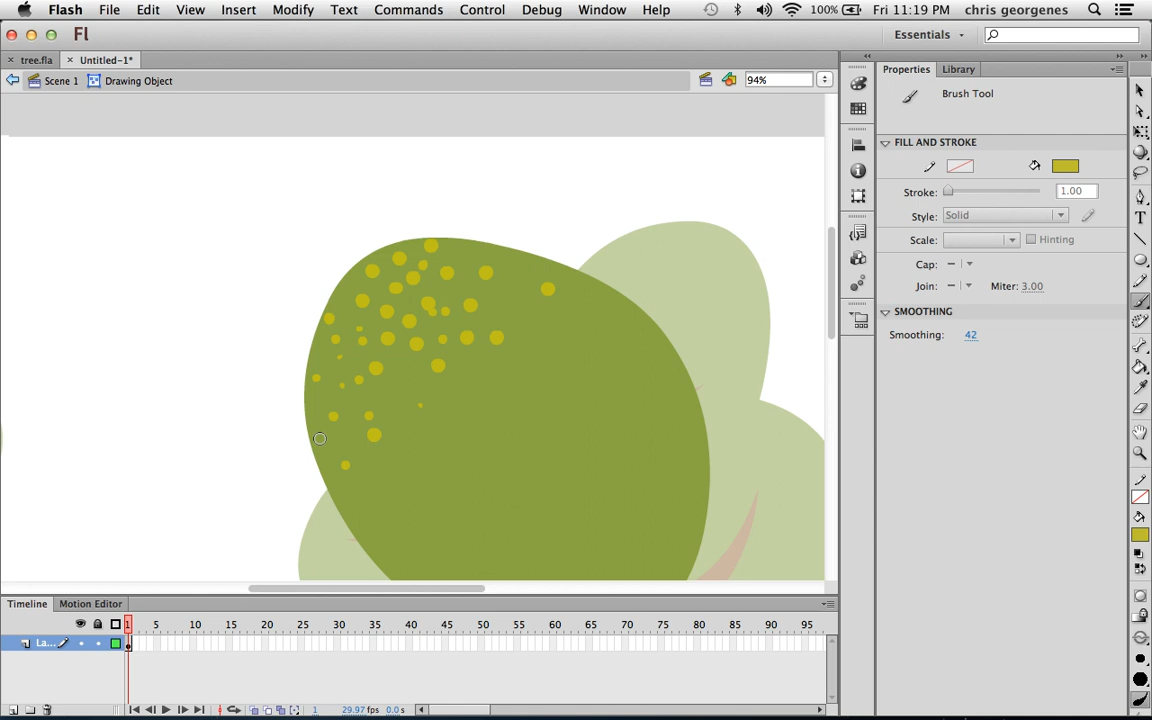 Flash File Edit View Insert Modify Text Commands Control Debug Window Help 100% Fri 11:19 PM chris georgenes
Fl Essentials
tree.fla Untitled-1*
Scene 1 Drawing Object 94%
Properties Library
Brush Tool
FILL AND STROKE
Stroke: 1.00
Style: Solid
Scale: Hinting
Cap:
Join: Miter: 3.00
SMOOTHING
Smoothing: 42
Timeline Motion Editor
1 5 10 15 20 25 30 35 40 45 50 55 60 65 70 75 80 85 90 95
La...
1 29.97 fps 0.0 s